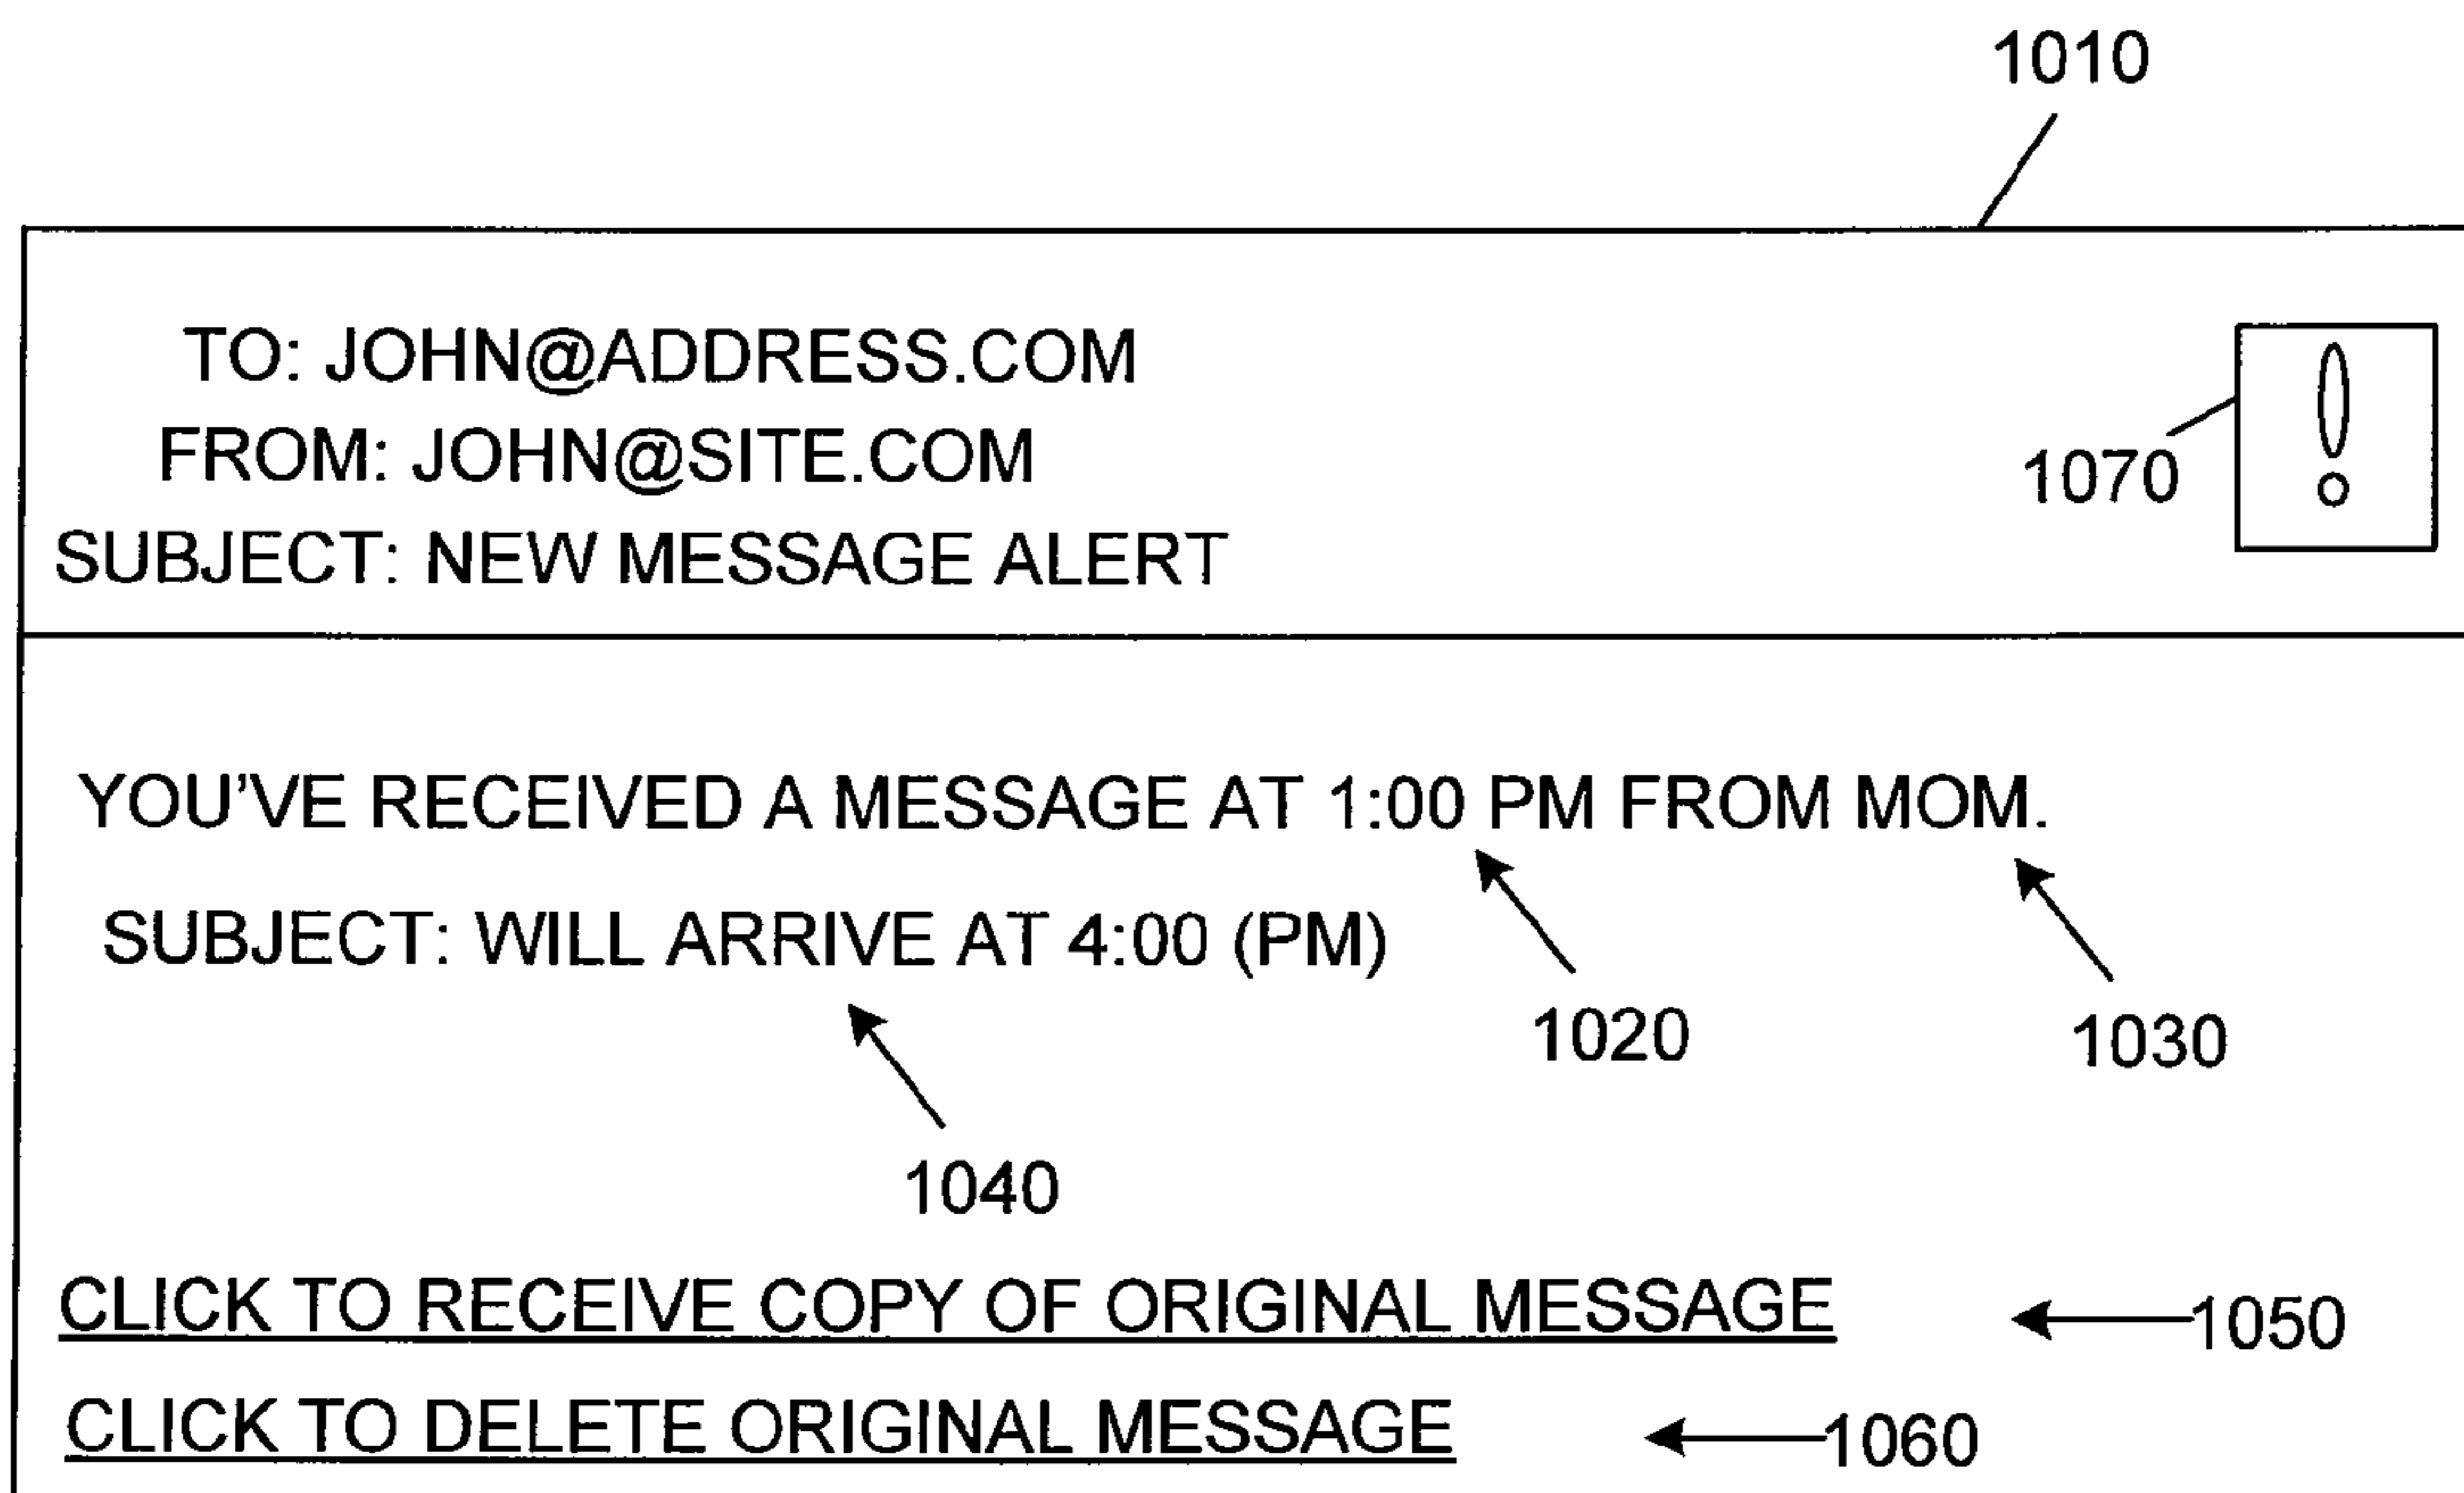 1010
TO: JOHN@ADDRESS.COM
FROM: JOHN@SITE.COM
1070
SUBJECT: NEW MESSAGE ALERT
YOU'VE RECEIVED A MESSAGE AT 1:00 PM FROM MOM.
SUBJECT: WILL ARRIVE AT 4:00 (PM)
1020
1030
1040
CLICK TO RECEIVE COPY OF ORIGINAL MESSAGE
1050
CLICK TO DELETE ORIGINAL MESSAGE
1060